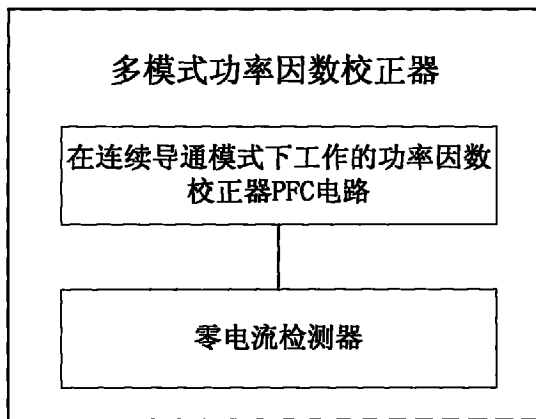 多模式功率因数校正器
在连续导通模式下工作的功率因数
校正器PFC电路
零电流检测器